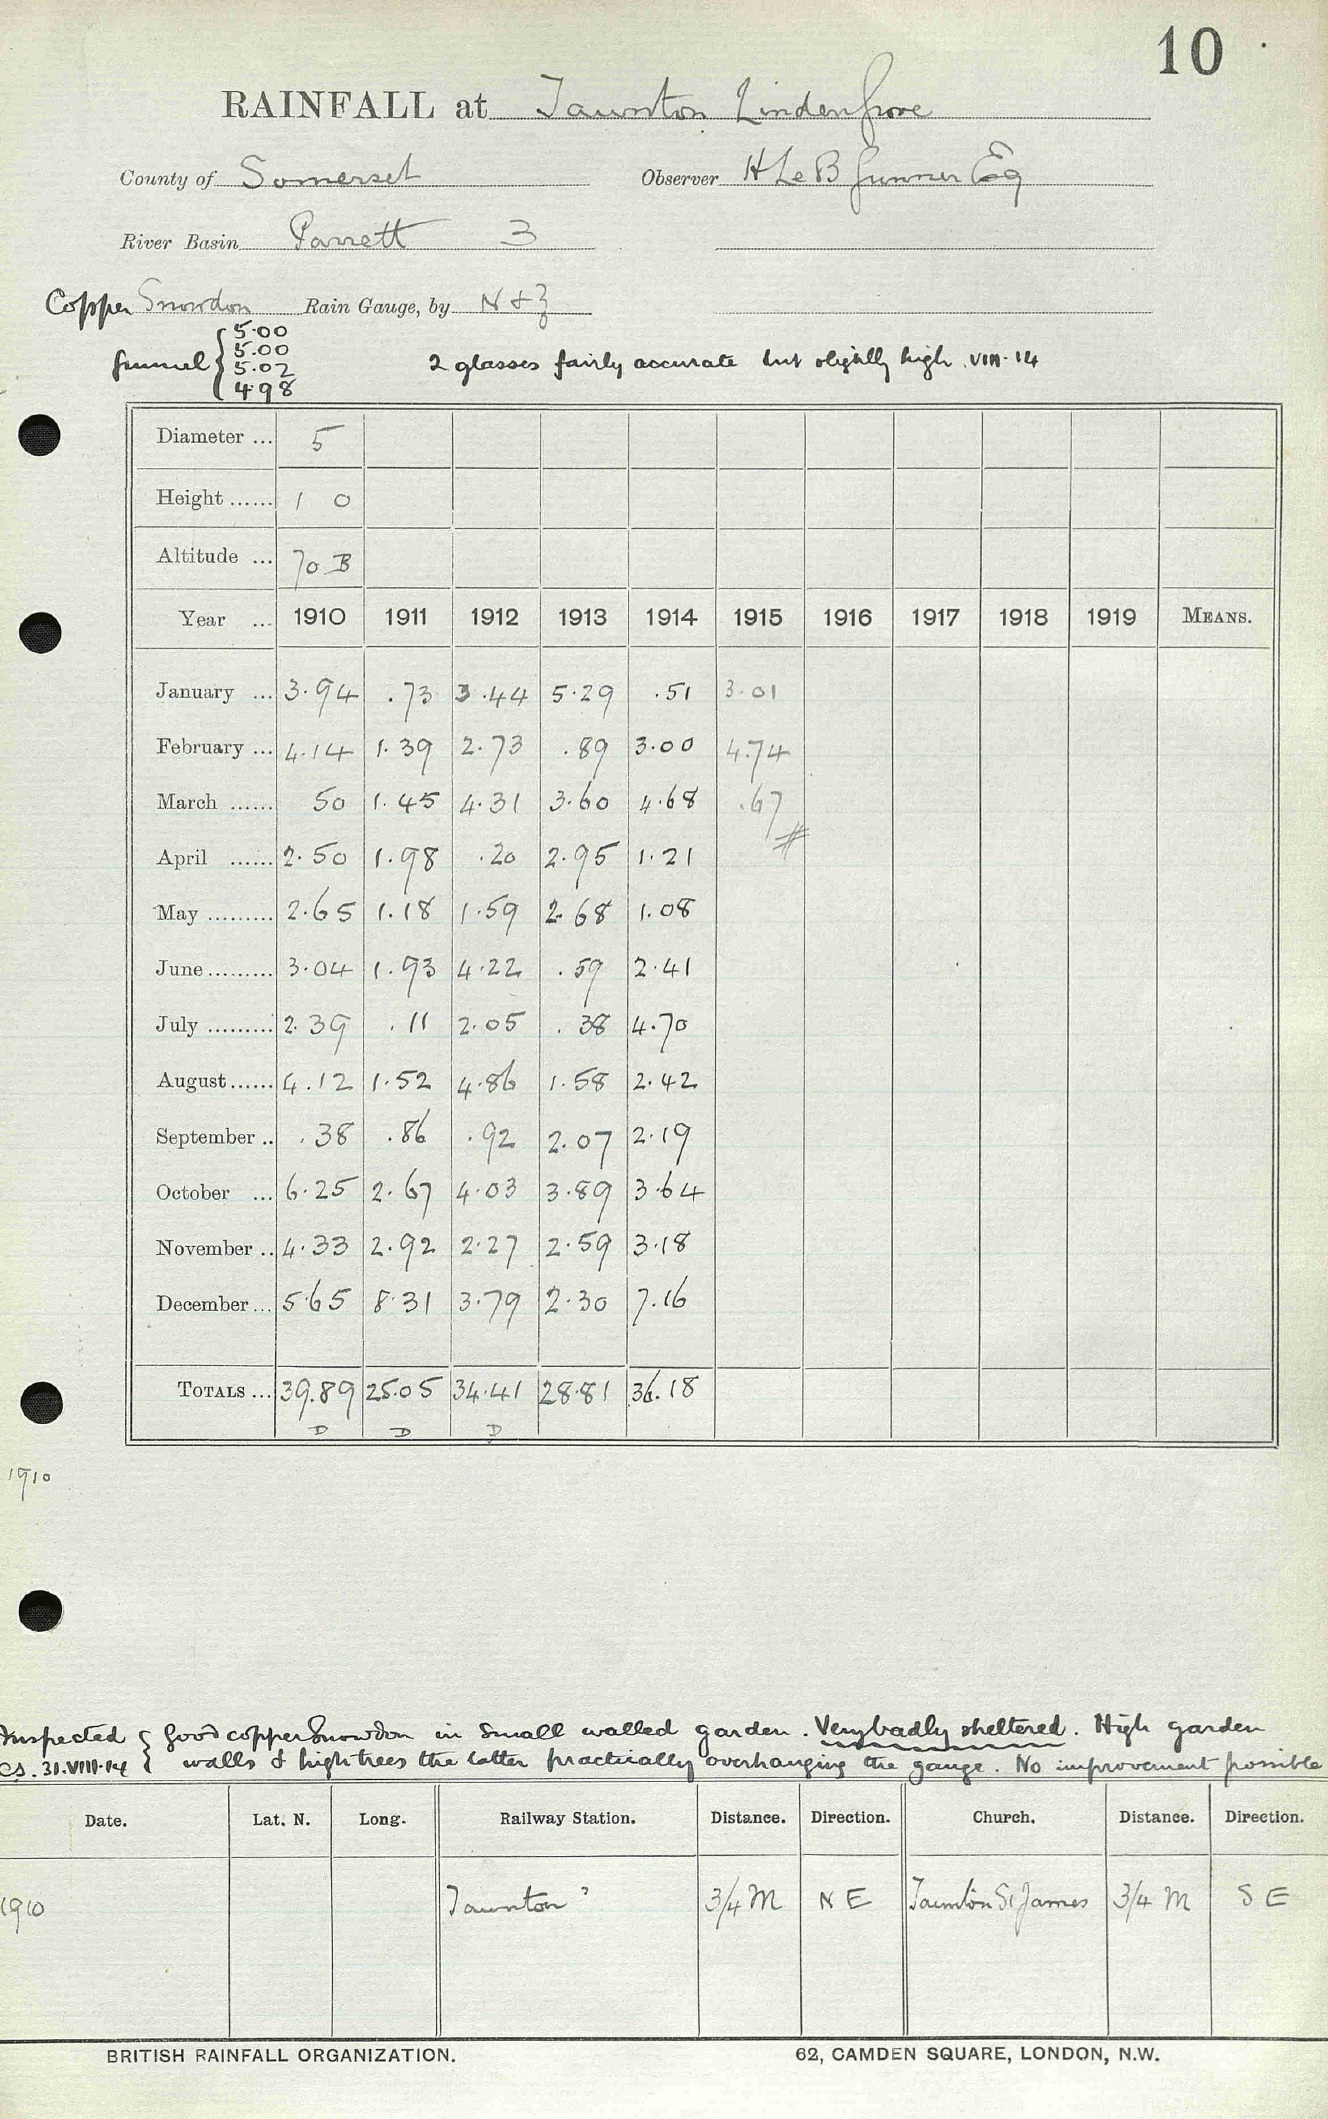 10
RAINFALL at Taunton Linden Grove
County of Somerset Observer H Le B Gunner Esq
River Basin Parrett 3
Copper Snowdon Rain Gauge, by N & Z
funnel { 5.00
5.00
5.02
4.98
2 glasses fairly accurate but slightly high. VIII.14
Diameter ... 5
Height ...... 1 0
Altitude ... 70 B
Year ... 1910 1911 1912 1913 1914 1915 1916 1917 1918 1919 MEANS.
January ... 3.94 .73 3.44 5.29 .51 3.01
February ... 4.14 1.39 2.73 .89 3.00 4.74
March ...... 50 1.45 4.31 3.60 4.68 .67
April ...... 2.50 1.98 .20 2.95 1.21
May ......... 2.65 1.18 1.59 2.68 1.08
June ......... 3.04 1.93 4.22 .59 2.41
July ......... 2.39 .11 2.05 .38 4.70
August ...... 4.12 1.52 4.86 1.58 2.42
September .. .38 .86 .92 2.07 2.19
October ... 6.25 2.67 4.03 3.89 3.64
November .. 4.33 2.92 2.27 2.59 3.18
December ... 5.65 8.31 3.79 2.30 7.16
TOTALS ... 39.89 25.05 34.41 28.81 36.18
D D D
1910
Inspected { Good copper Snowdon in small walled garden. Very badly sheltered. High garden
CS. 31.VIII.14 { walls & high trees the latter practically overhanging the gauge. No improvement possible
Date. Lat. N. Long. Railway Station. Distance. Direction. Church. Distance. Direction.
1910 Taunton 3/4 M N E Taunton St James 3/4 M S E
BRITISH RAINFALL ORGANIZATION. 62, CAMDEN SQUARE, LONDON, N.W.